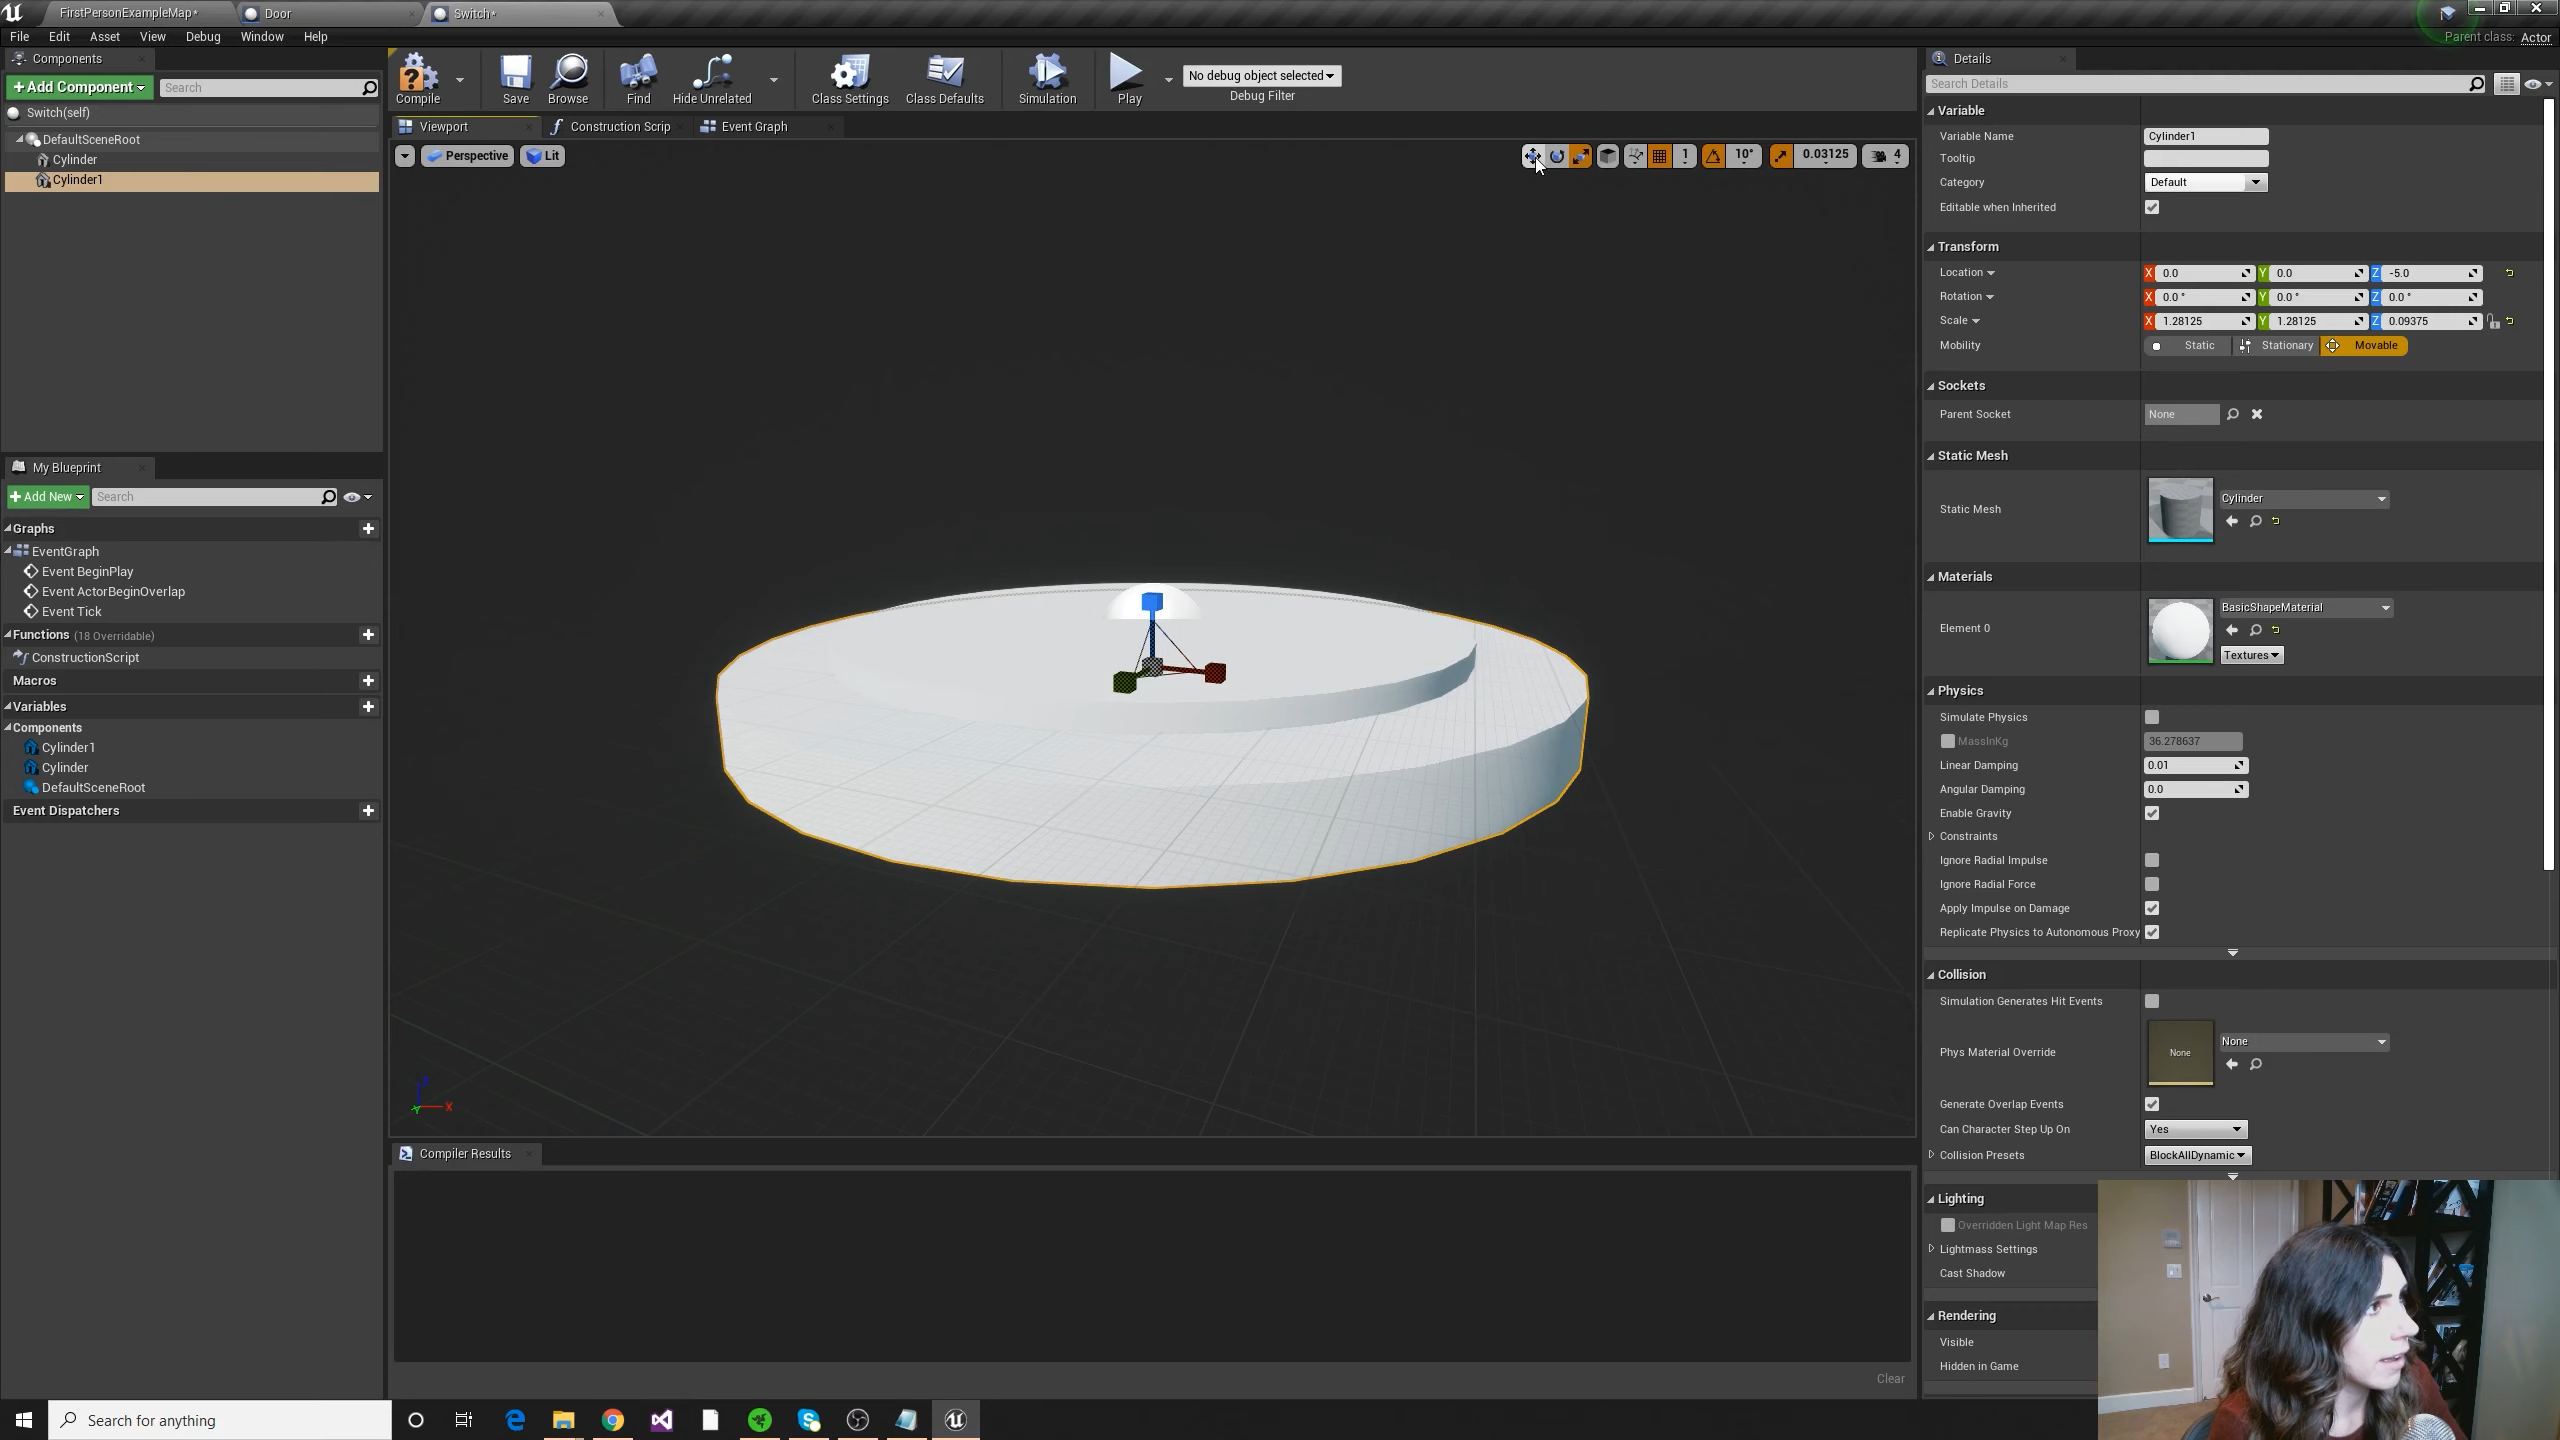 FirstPersonExampleMap*
Door
Switch*
File Edit Asset View Debug Window Help
Parent class: Actor
Components
+Add Component
Search
Switch(self)
DefaultSceneRoot
Cylinder
Cylinder1
Compile
Save
Browse
Find
Hide Unrelated
Class Settings
Class Defaults
Simulation
Play
No debug object selected
Debug Filter
Viewport
Construction Scrip
Event Graph
Perspective
Lit
1
10°
0.03125
4
X
My Blueprint
+Add New
Search
Graphs
EventGraph
Event BeginPlay
Event ActorBeginOverlap
Event Tick
Functions (18 Overridable)
ConstructionScript
Macros
Variables
Components
Cylinder1
Cylinder
DefaultSceneRoot
Event Dispatchers
Compiler Results
Clear
Details
Search Details
Variable
Variable Name Cylinder1
Tooltip
Category Default
Editable when Inherited
Transform
Location X 0.0 Y 0.0 Z -5.0
Rotation X 0.0° Y 0.0° Z 0.0°
Scale X 1.28125 Y 1.28125 Z 0.09375
Mobility Static Stationary Movable
Sockets
Parent Socket None
Static Mesh
Static Mesh Cylinder
Materials
Element 0 BasicShapeMaterial
Textures
Physics
Simulate Physics
MassInKg 36.278637
Linear Damping 0.01
Angular Damping 0.0
Enable Gravity
Constraints
Ignore Radial Impulse
Ignore Radial Force
Apply Impulse on Damage
Replicate Physics to Autonomous Proxy
Collision
Simulation Generates Hit Events
Phys Material Override None None
Generate Overlap Events
Can Character Step Up On Yes
Collision Presets BlockAllDynamic
Lighting
Overridden Light Map Res
Lightmass Settings
Cast Shadow
Rendering
Visible
Hidden in Game
Search for anything